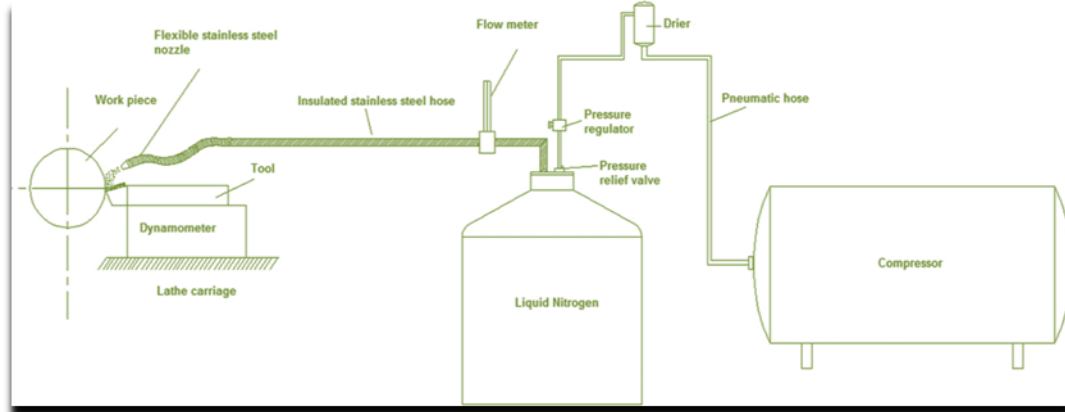 Flexible stainless steel
nozzle
Flow meter
Drier
Work piece
Insulated stainless steel hose
Pneumatic hose
Pressure
regulator
Pressure
relief valve
Tool
Dynamometer
Compressor
Lathe carriage
Liquid Nitrogen